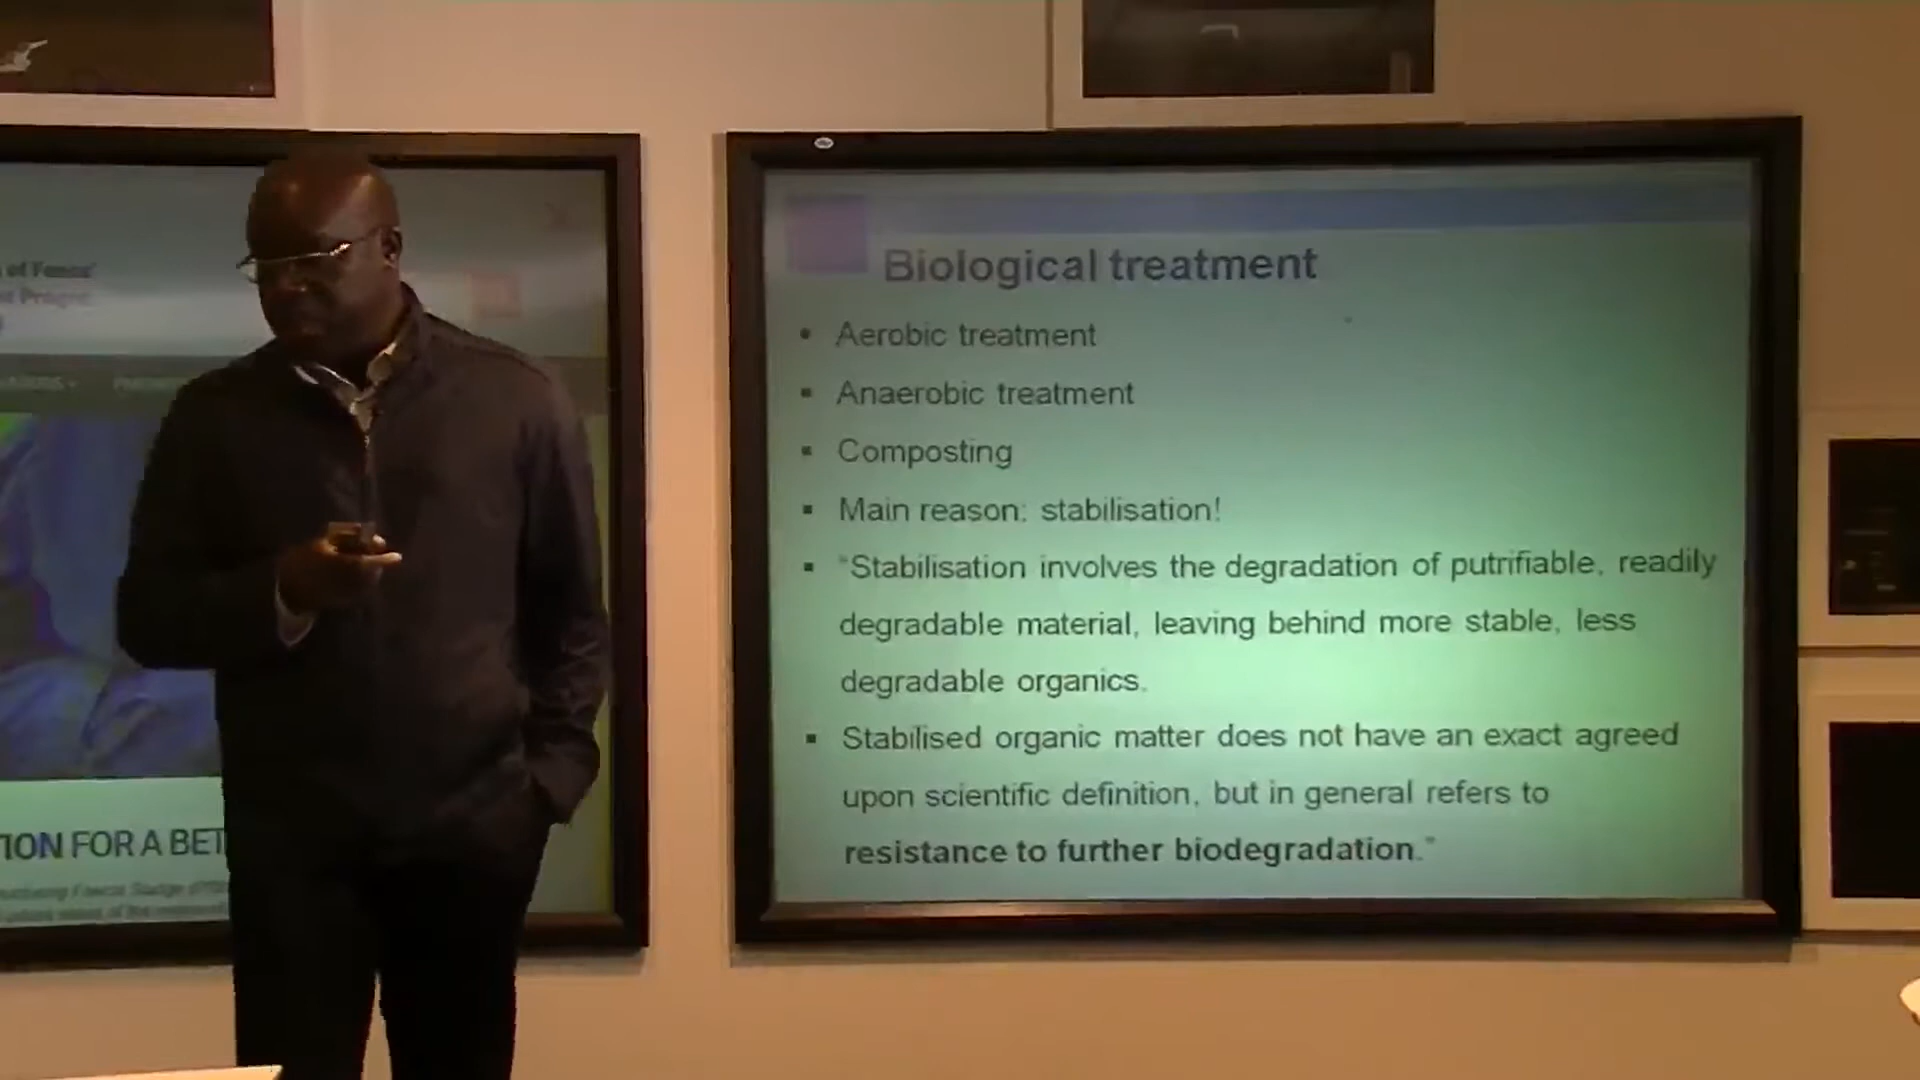 of Faecal
FOR A BET
Biological treatment
▪ Aerobic treatment
▪ Anaerobic treatment
▪ Composting
▪ Main reason: stabilisation!
▪ “Stabilisation involves the degradation of putrifiable, readily
degradable material, leaving behind more stable, less
degradable organics.
▪ Stabilised organic matter does not have an exact agreed
upon scientific definition, but in general refers to
resistance to further biodegradation.”